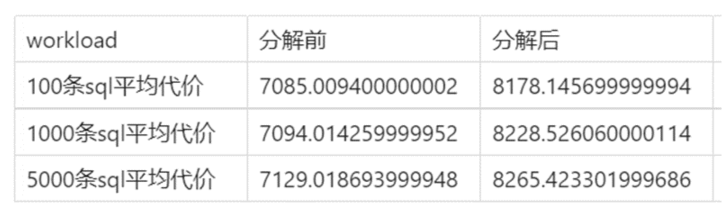 workload 分解前 分解后
100条sql平均代价 7085.009400000002 8178.145699999994
1000条sql平均代价 7094.014259999952 8228.526060000114
5000条sql平均代价 7129.018693999948 8265.423301999686